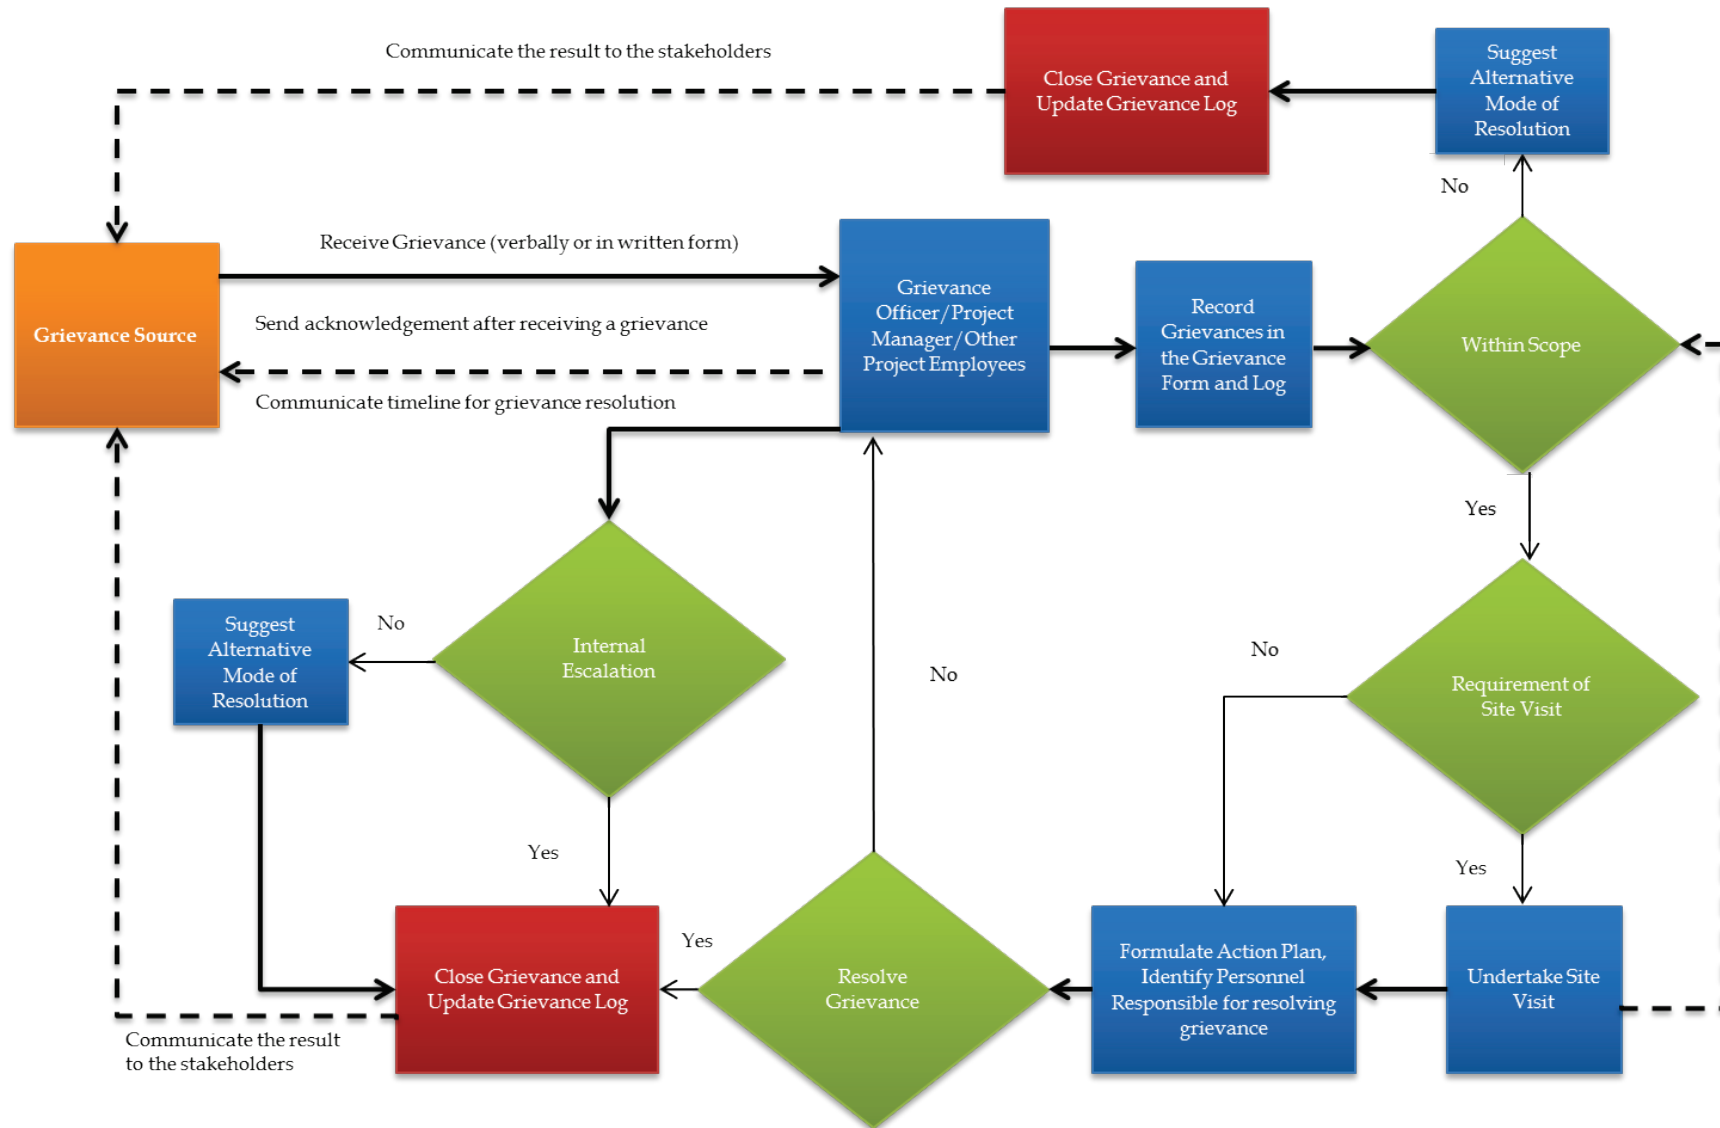 Communicate the result to the stakeholders
Close Grievance and
Update Grievance Log
Suggest
Alternative
Mode of
Resolution
No
Receive Grievance (verbally or in written form)
Grievance Source
Send acknowledgement after receiving a grievance
Communicate timeline for grievance resolution
Grievance
Officer/Project
Manager/Other
Project Employees
Record
Grievances in
the Grievance
Form and Log
Within Scope
Yes
No
Suggest
Alternative
Mode of
Resolution
Internal
Escalation
No
No
Requirement of
Site Visit
Yes
Yes
Yes
Close Grievance and
Update Grievance Log
Resolve
Grievance
Formulate Action Plan,
Identify Personnel
Responsible for resolving
grievance
Undertake Site
Visit
Communicate the result
to the stakeholders